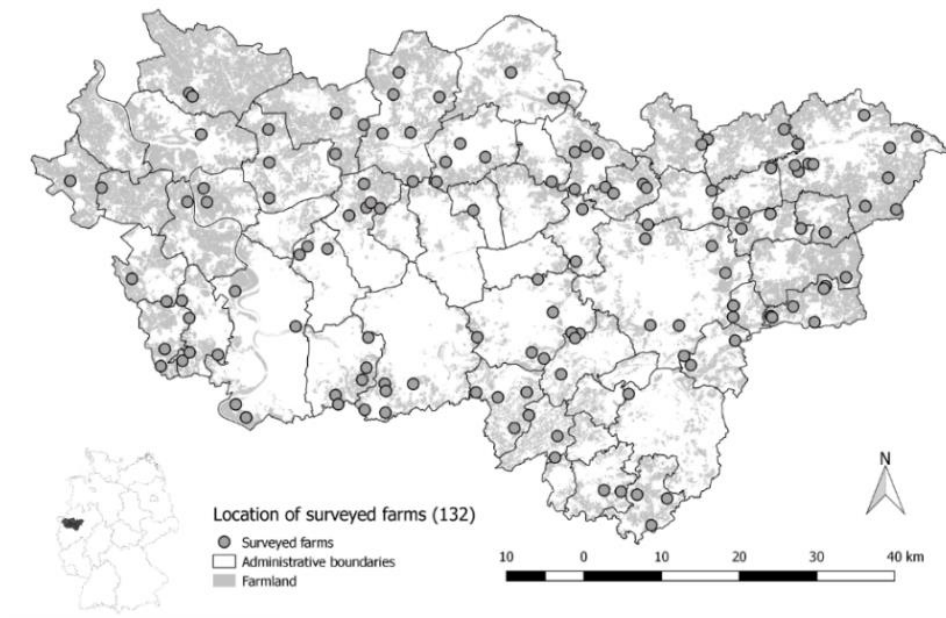 N
Location of surveyed farms (132)
Surveyed farms
Administrative boundaries
Farmland
10 0 10 20 30 40 km